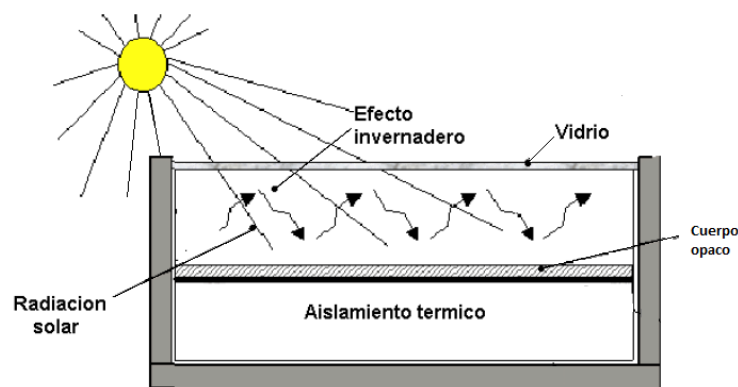 Efecto
invernadero
Vidrio
Cuerpo
opaco
Radiacion
solar
Aislamiento termico